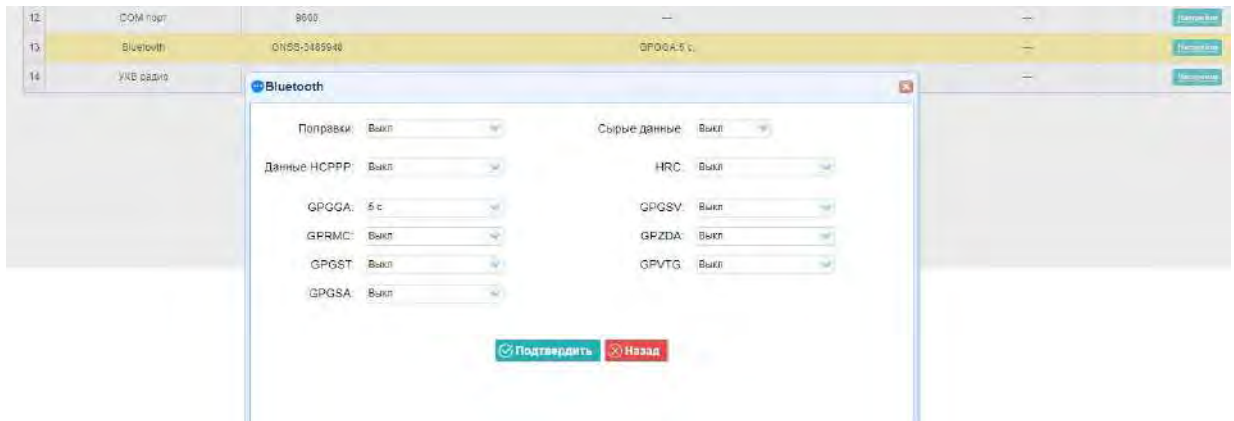 12 COM порт 9600 — —
13 Bluetooth GNSS-3485940 GPGGA:5 с, —
14 УКВ радио —
Bluetooth
Поправки: Выкл Сырые данные Выкл
Данные HCPPP: Выкл HRC: Выкл
GPGGA: 5 с GPGSV: Выкл
GPRMC: Выкл GPZDA: Выкл
GPGST: Выкл GPVTG: Выкл
GPGSA: Выкл
Подтвердить Назад